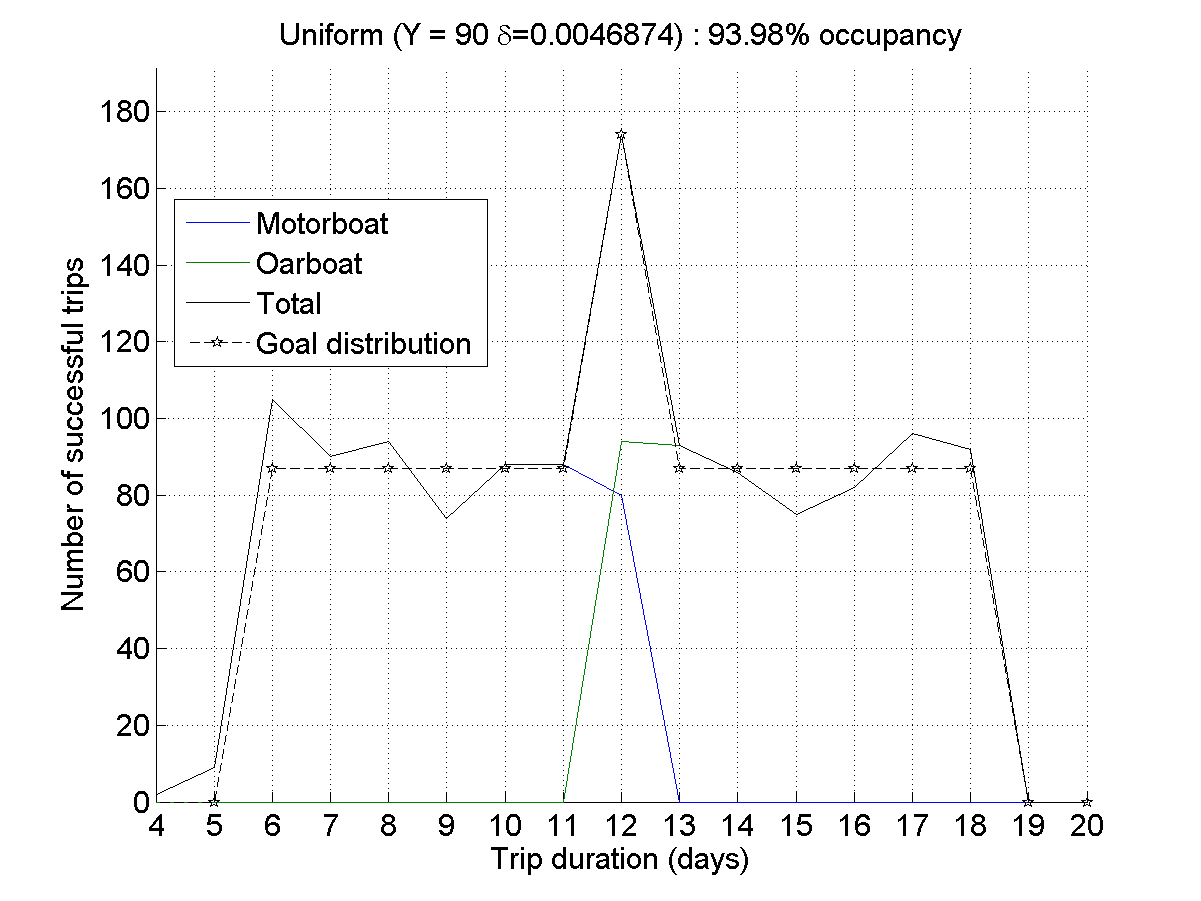 Uniform (Y = 90 δ=0.0046874) : 93.98% occupancy
Number of successful trips
180
160
140
120
100
80
60
40
20
0
Motorboat
Oarboat
Total
Goal distribution
4 5 6 7 8 9 10 11 12 13 14 15 16 17 18 19 20
Trip duration (days)